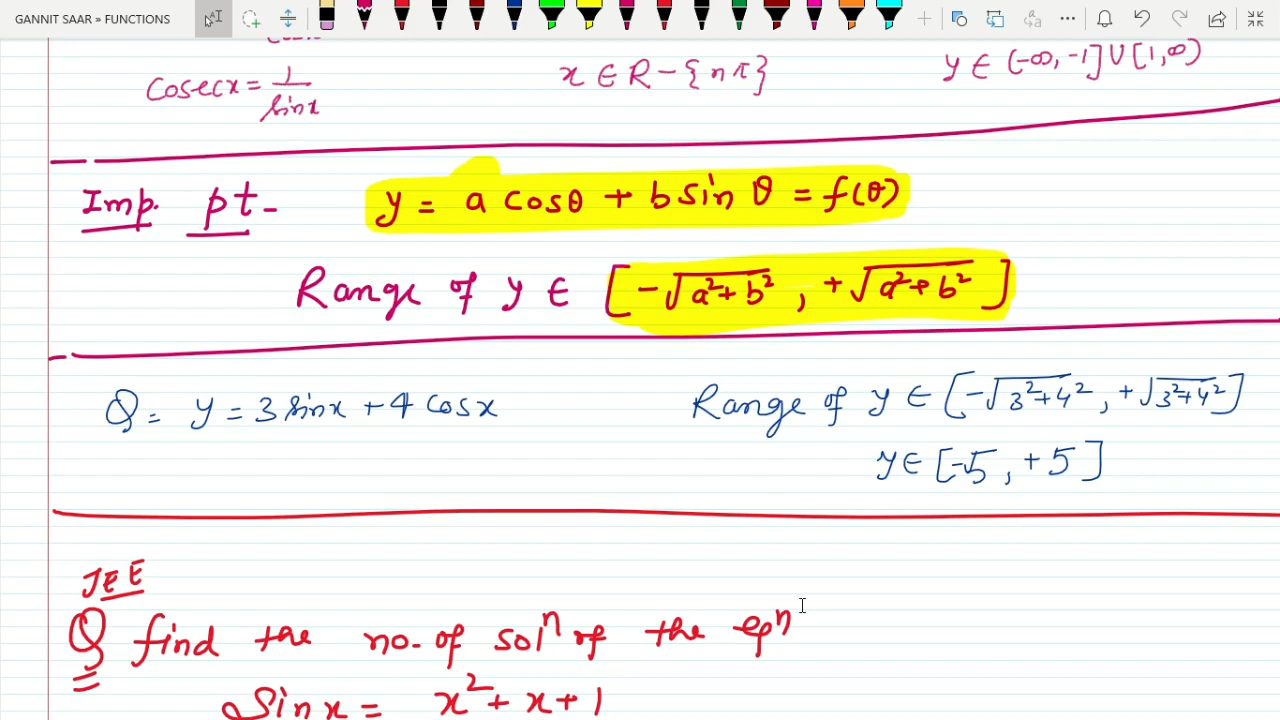 GANNIT SAAR » FUNCTIONS
Cosecx = 1/sinx
x ∈ R - {nπ}
y ∈ (-∞, -1] ∪ [1, ∞)
Imp. pt - y = a cosθ + b sin θ = f(θ)
Range of y ∈ [-√a²+b², +√a²+b²]
Q = y = 3 sinx + 4 cosx
Range of y ∈ [-√3²+4², +√3²+4²]
y ∈ [-5, +5]
JEE
Q find the no. of solⁿ of the eqⁿ
Sinx = x² + x + 1